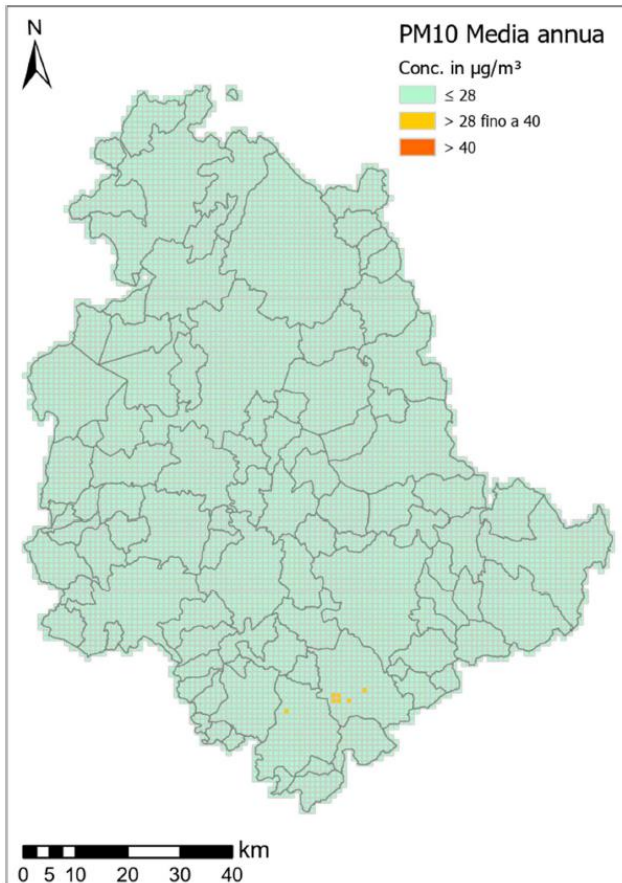 N
PM10 Media annua
Conc. in µg/m³
≤ 28
> 28 fino a 40
> 40
km
0 5 10 20 30 40